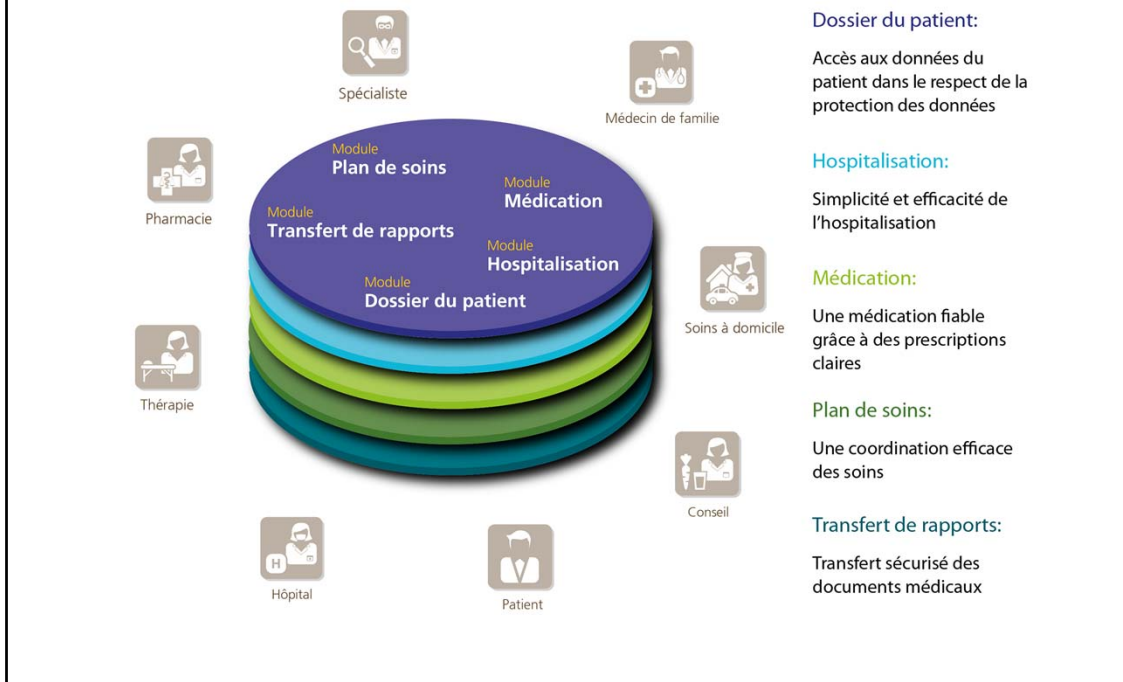 Spécialiste
Médecin de famille
Pharmacie
Module
Plan de soins
Module
Médication
Module
Transfert de rapports
Module
Hospitalisation
Module
Dossier du patient
Soins à domicile
Thérapie
Conseil
H
Hôpital
Patient
Dossier du patient:
Accès aux données du
patient dans le respect de la
protection des données
Hospitalisation:
Simplicité et efficacité de
l'hospitalisation
Médication:
Une médication fiable
grâce à des prescriptions
claires
Plan de soins:
Une coordination efficace
des soins
Transfert de rapports:
Transfert sécurisé des
documents médicaux